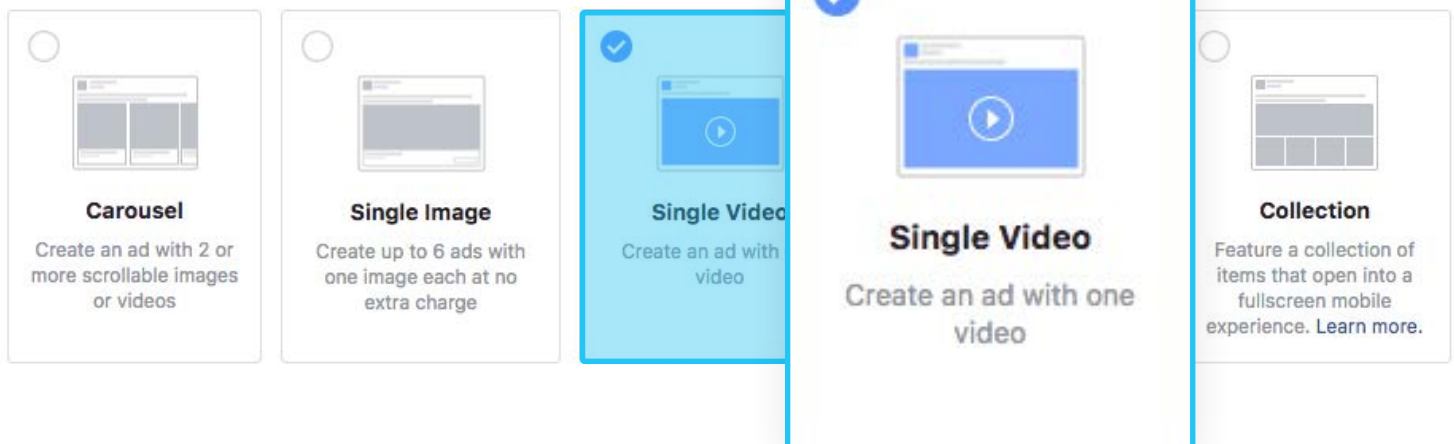 Carousel
Create an ad with 2 or
more scrollable images
or videos
Single Image
Create up to 6 ads with
one image each at no
extra charge
Single Video
Create an ad with
video
Single Video
Create an ad with one
video
Collection
Feature a collection of
items that open into a
fullscreen mobile
experience. Learn more.